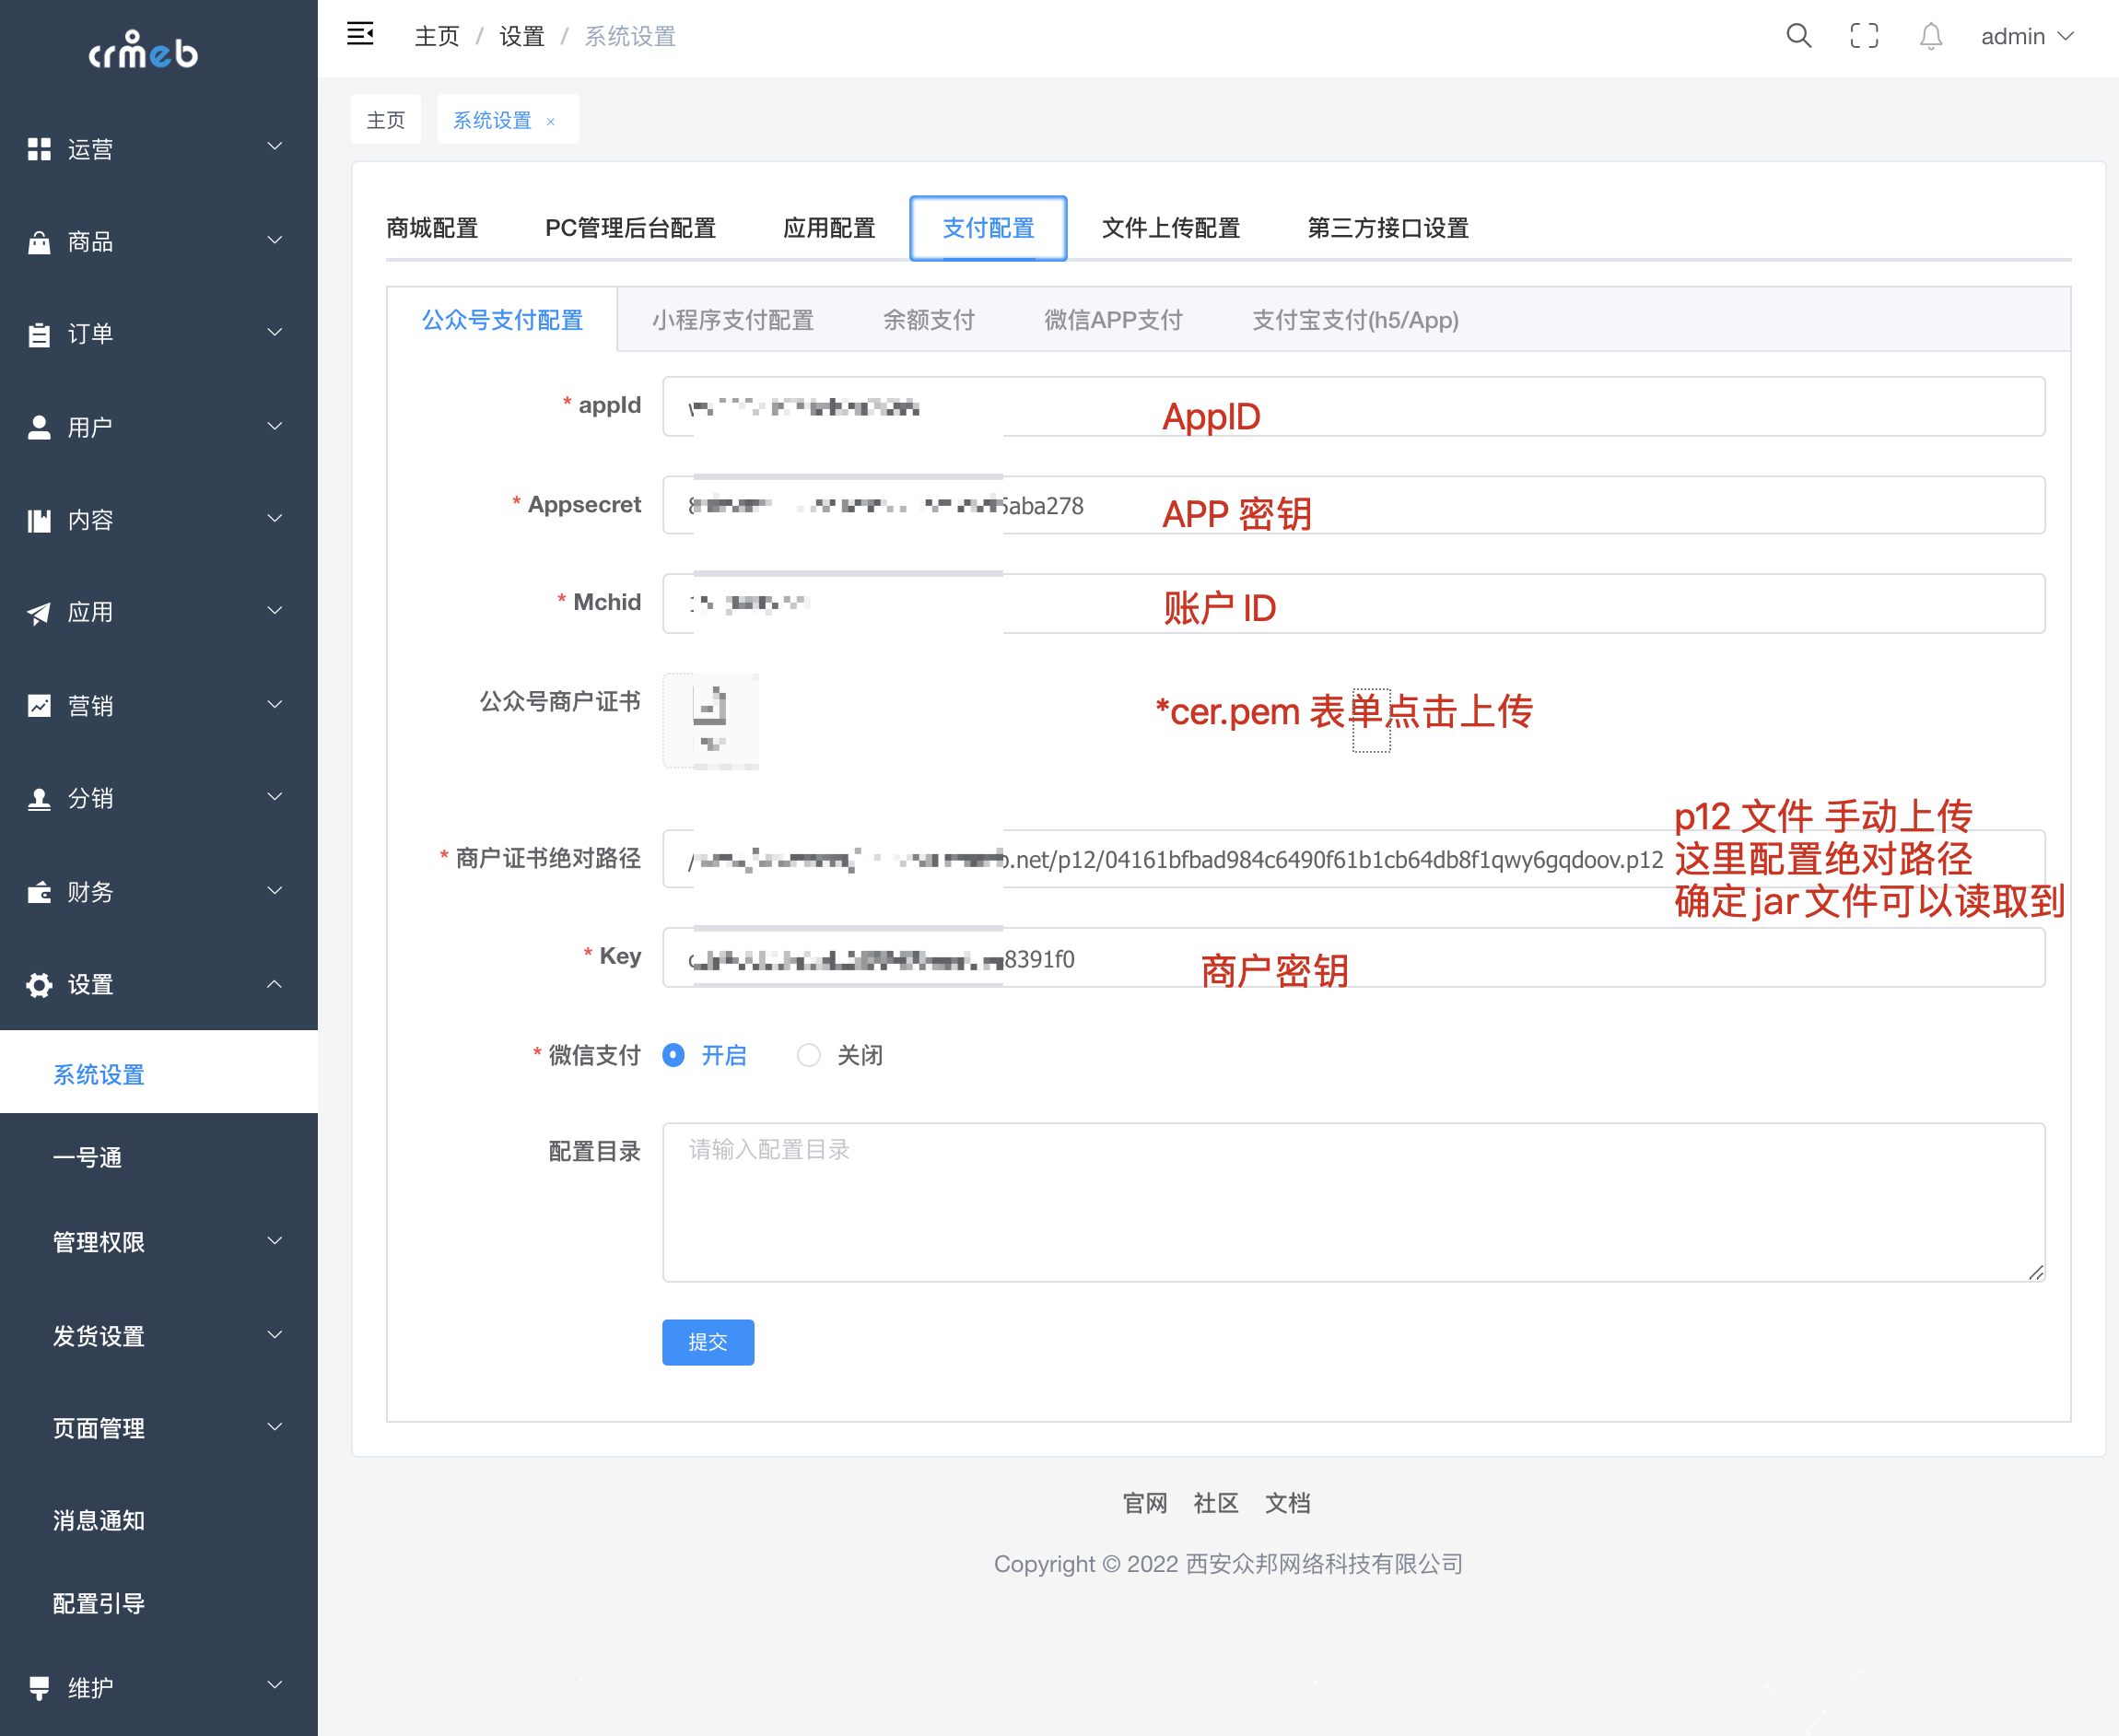 crmeb
主页 / 设置 / 系统设置
admin
主页
系统设置 ×
运营
商品
订单
用户
内容
应用
营销
分销
财务
设置
系统设置
一号通
管理权限
发货设置
页面管理
消息通知
配置引导
维护
商城配置 PC管理后台配置 应用配置 支付配置 文件上传配置 第三方接口设置
公众号支付配置 小程序支付配置 余额支付 微信APP支付 支付宝支付(h5/App)
* appId AppID
* Appsecret 5aba278 APP 密钥
* Mchid 账户 ID
公众号商户证书 *cer.pem 表单点击上传
p12 文件 手动上传
* 商户证书绝对路径 .net/p12/04161bfbad984c6490f61b1cb64db8f1qwy6gqdoov.p12 这里配置绝对路径
确定 jar 文件可以读取到
* Key 8391f0 商户密钥
* 微信支付 开启 关闭
配置目录 请输入配置目录
提交
官网 社区 文档
Copyright © 2022 西安众邦网络科技有限公司